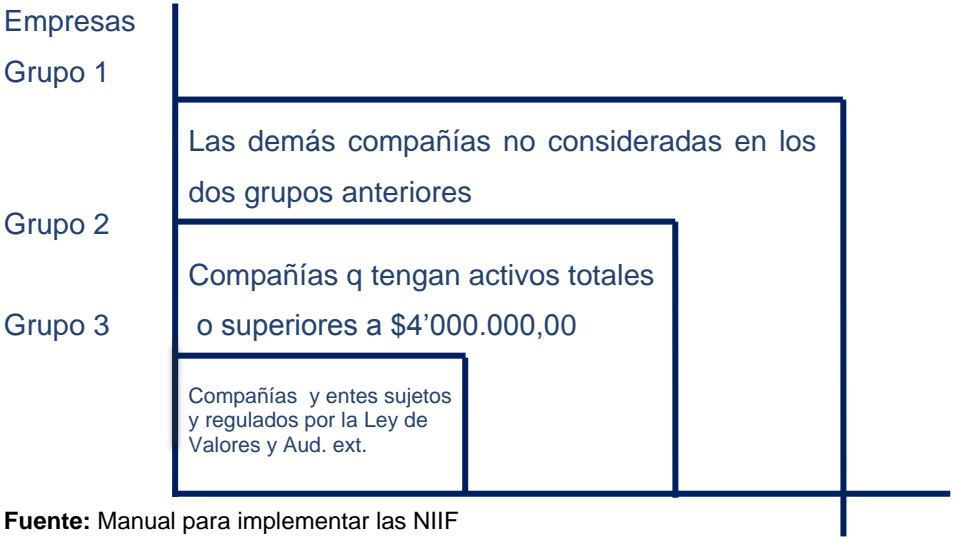 Empresas
Grupo 1
Las demás compañías no consideradas en los
dos grupos anteriores
Grupo 2
Compañías q tengan activos totales
Grupo 3
o superiores a $4’000.000,00
Compañías y entes sujetos
y regulados por la Ley de
Valores y Aud. ext.
Fuente: Manual para implementar las NIIF